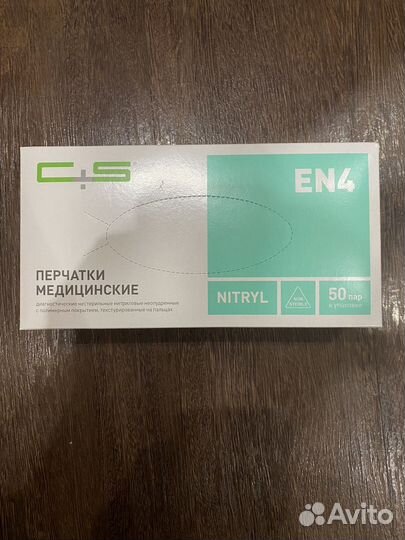 C+S
EN4
ПЕРЧАТКИ
МЕДИЦИНСКИЕ
диагностические нестерильные нитриловые неопудренные
с полимерным покрытием, текстурированные на пальцах
NITRYL
NON
STERILE
50 пар
в упаковке
Avito